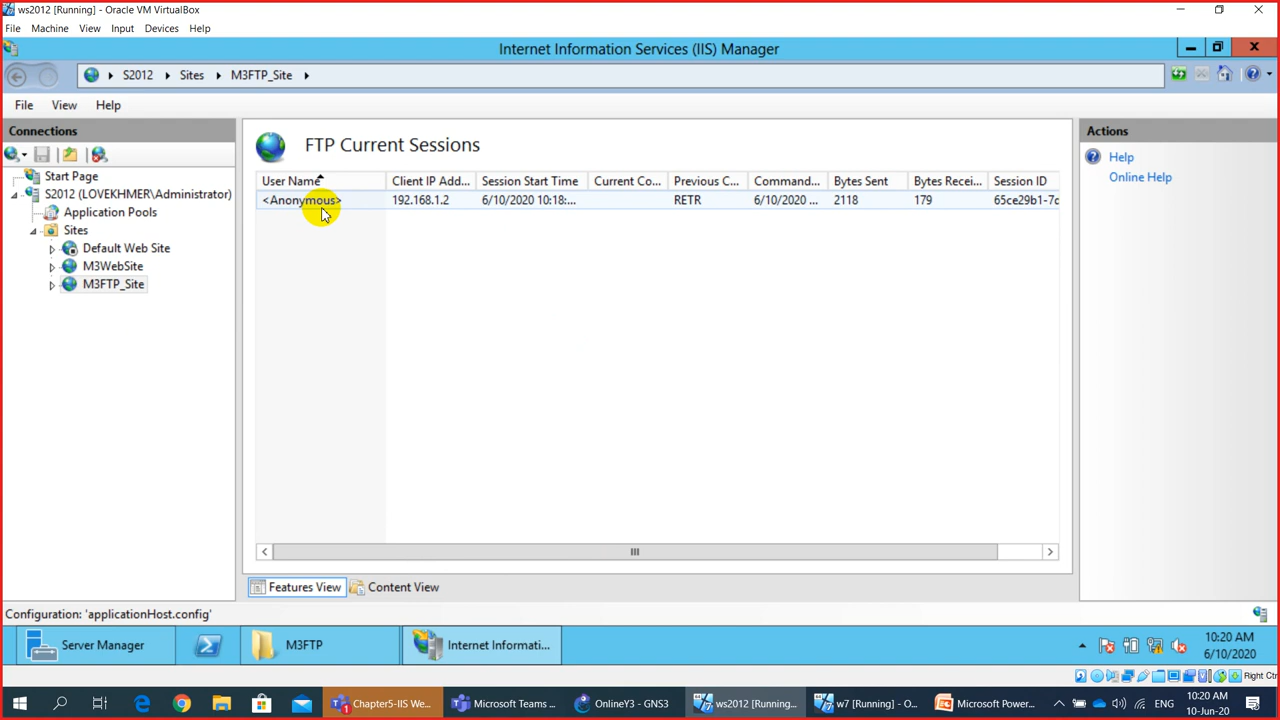 ws2012 [Running] - Oracle VM VirtualBox
File Machine View Input Devices Help
Internet Information Services (IIS) Manager
S2012 Sites M3FTP_Site
File View Help
Connections
Start Page
S2012 (LOVEKHMER\Administrator)
Application Pools
Sites
Default Web Site
M3WebSite
M3FTP_Site
FTP Current Sessions
User Name Client IP Add... Session Start Time Current Co... Previous C... Command... Bytes Sent Bytes Recei... Session ID
<Anonymous> 192.168.1.2 6/10/2020 10:18:... RETR 6/10/2020 ... 2118 179 65ce29b1-7c
Features View Content View
Actions
Help
Online Help
Configuration: 'applicationHost.config'
Server Manager M3FTP Internet Informati... 10:20 AM
6/10/2020
Right Ctr
Chapter5-IIS We... Microsoft Teams ... OnlineY3 - GNS3 ws2012 [Running... w7 [Running] - O... Microsoft Power... ENG 10:20 AM
10-Jun-20